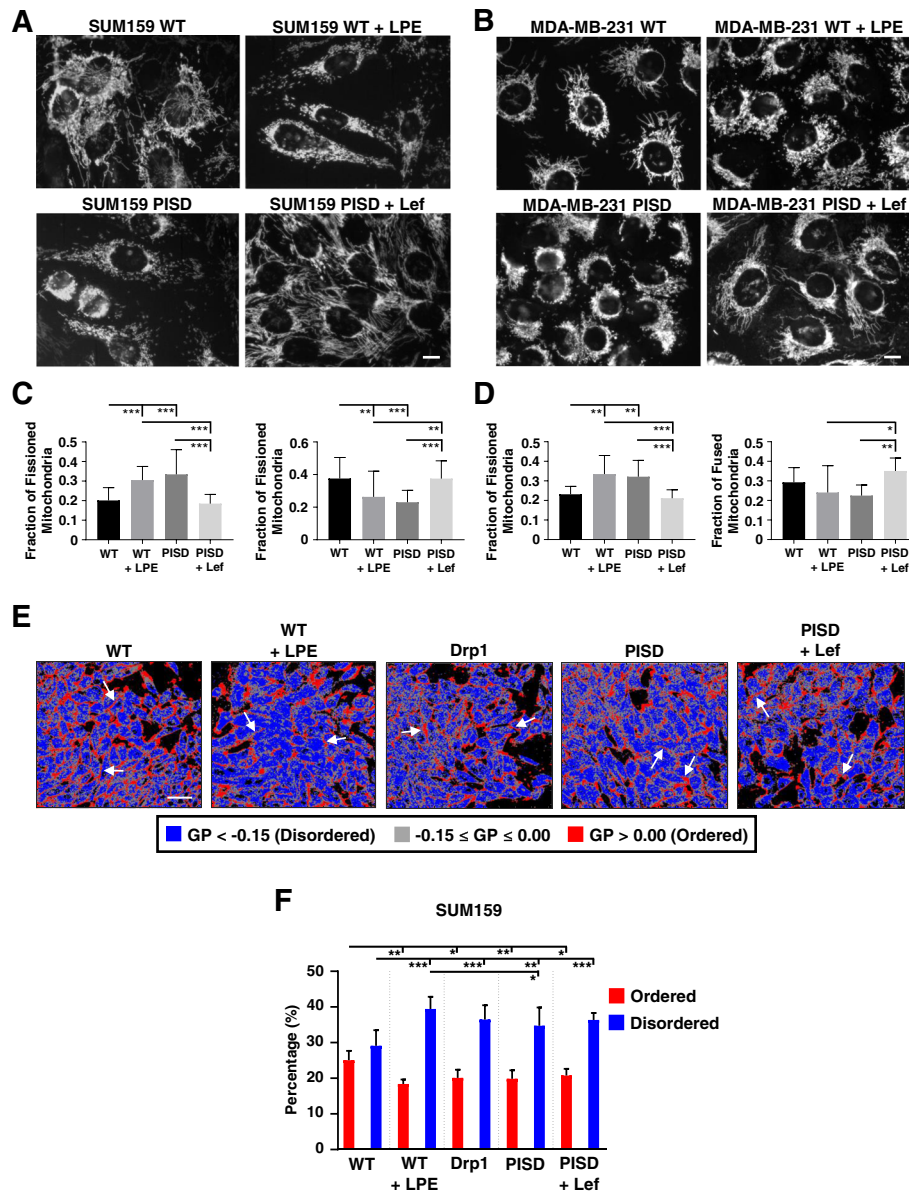 A
SUM159 WT
SUM159 WT + LPE
SUM159 PISD
SUM159 PISD + Lef
B
MDA-MB-231 WT
MDA-MB-231 WT + LPE
MDA-MB-231 PISD
MDA-MB-231 PISD + Lef
C
Fraction of Fissioned
Mitochondria
0.5
0.4
0.3
0.2
0.1
0
*** ***
***
***
WT
WT
+ LPE
PISD
PISD
+ Lef
Fraction of Fissioned
Mitochondria
0.5
0.4
0.3
0.2
0.1
0
** ***
**
***
WT
WT
+ LPE
PISD
PISD
+ Lef
D
Fraction of Fissioned
Mitochondria
0.5
0.4
0.3
0.2
0.1
0
** **
***
***
WT
WT
+ LPE
PISD
PISD
+ Lef
Fraction of Fused
Mitochondria
0.5
0.4
0.3
0.2
0.1
0
*
**
WT
WT
+ LPE
PISD
PISD
+ Lef
E
WT
WT
+ LPE
Drp1
PISD
PISD
+ Lef
GP < -0.15 (Disordered) -0.15 ≤ GP ≤ 0.00 GP > 0.00 (Ordered)
F
SUM159
Percentage (%)
50
40
30
20
10
0
** * ** *
*** *** ** ***
*
Ordered
Disordered
WT
WT
+ LPE
Drp1
PISD
PISD
+ Lef